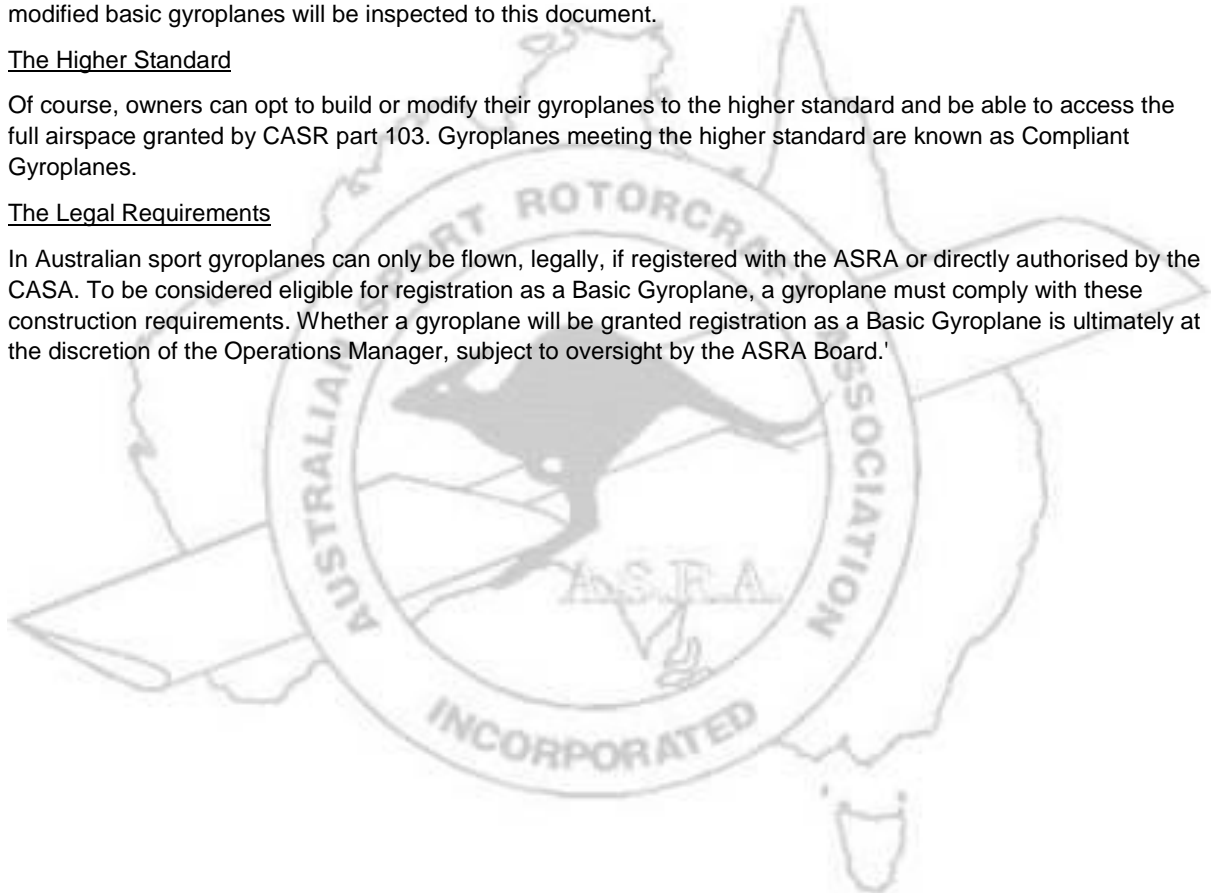 modified basic gyroplanes will be inspected to this document.
The Higher Standard
Of course, owners can opt to build or modify their gyroplanes to the higher standard and be able to access the
full airspace granted by CASR part 103. Gyroplanes meeting the higher standard are known as Compliant
Gyroplanes.
The Legal Requirements
In Australian sport gyroplanes can only be flown, legally, if registered with the ASRA or directly authorised by the
CASA. To be considered eligible for registration as a Basic Gyroplane, a gyroplane must comply with these
construction requirements. Whether a gyroplane will be granted registration as a Basic Gyroplane is ultimately at
the discretion of the Operations Manager, subject to oversight by the ASRA Board.'
AUSTRALIAN SPORT ROTORCRAFT ASSOCIATION
A.S.R.A.
INCORPORATED